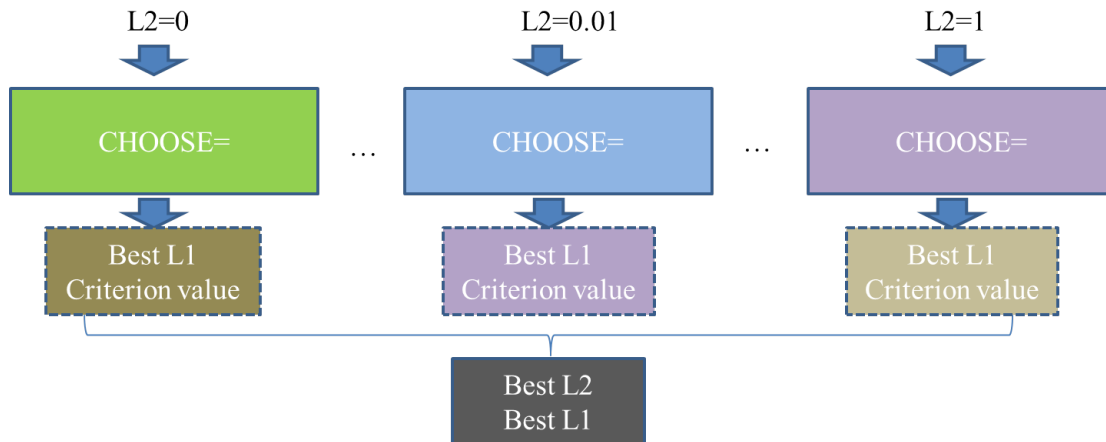 L2=0
L2=0.01
L2=1
CHOOSE=
…
CHOOSE=
…
CHOOSE=
Best L1
Criterion value
Best L1
Criterion value
Best L1
Criterion value
Best L2
Best L1